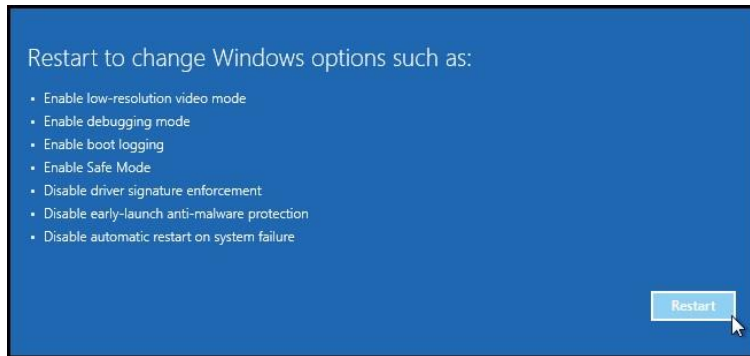 Restart to change Windows options such as:
• Enable low-resolution video mode
• Enable debugging mode
• Enable boot logging
• Enable Safe Mode
• Disable driver signature enforcement
• Disable early-launch anti-malware protection
• Disable automatic restart on system failure
Restart